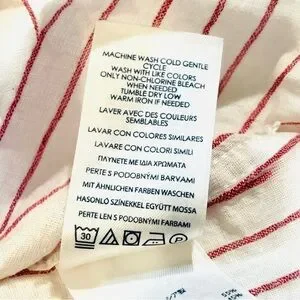 MACHINE WASH COLD GENTLE
CYCLE
WASH WITH LIKE COLORS
ONLY NON-CHLORINE BLEACH
WHEN NEEDED
TUMBLE DRY LOW
WARM IRON IF NEEDED
LAVER AVEC DES COULEURS
SEMBLABLES
LAVAR CON COLORES SIMILARES
LAVARE CON COLORI SIMILI
ΠΛΥΝΕΤΕ ΜΕ ΙΔΙΑ ΧΡΩΜΑΤΑ
PERTE S PODOBNÝMI BARVAMI
MIT ÄHNLICHEN FARBEN WASCHEN
HASONLÓ SZÍNEKKEL EGYÜTT MOSSA
PERTE LEN S PODOBNÝMI FARBAMI
30 P